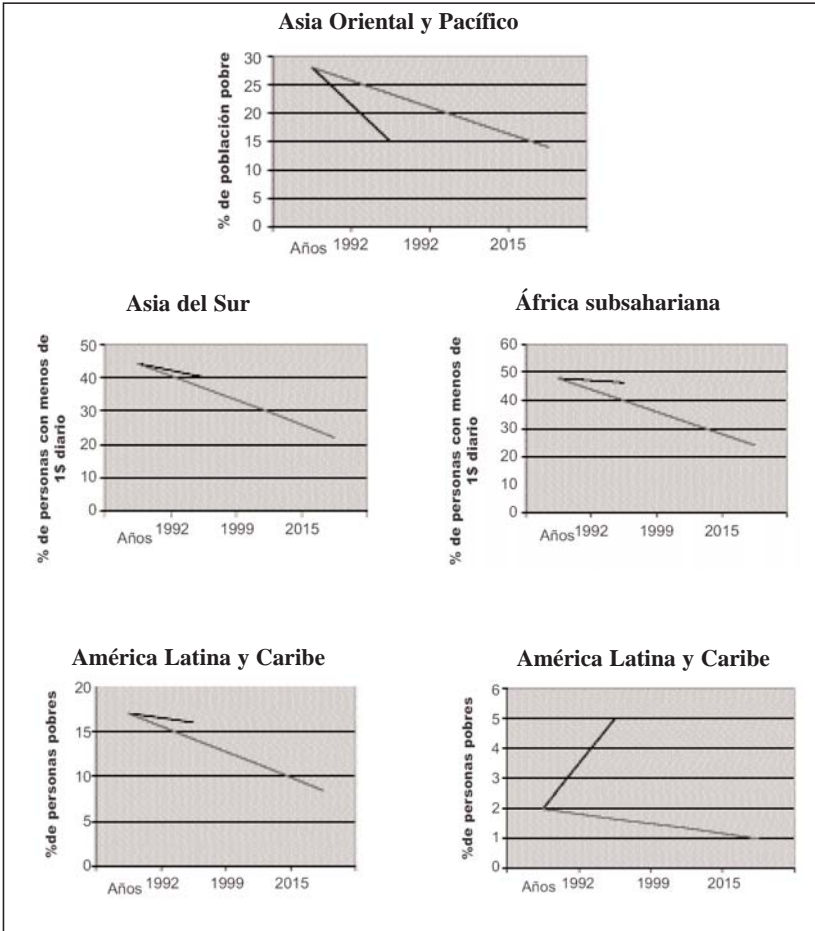 Asia Oriental y Pacífico
% de población pobre
30
25
20
15
10
5
0
Años 1992 1992 2015
Asia del Sur
% de personas con menos de
1$ diario
50
40
30
20
10
0
Años 1992 1999 2015
África subsahariana
% de personas con menos de
1$ diario
60
50
40
30
20
10
0
Años 1992 1999 2015
América Latina y Caribe
%de personas pobres
20
15
10
5
0
Años 1992 1999 2015
América Latina y Caribe
%de personas pobres
6
5
4
3
2
1
0
Años 1992 1999 2015